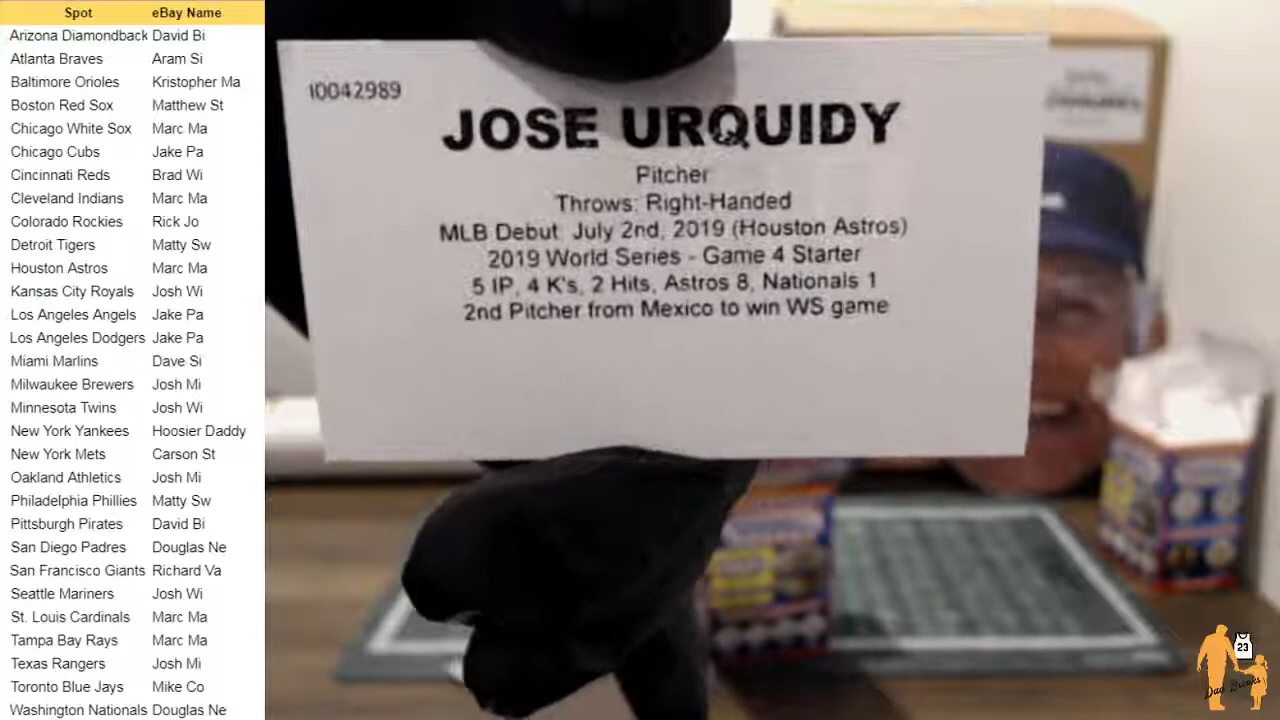 Spot eBay Name
Arizona Diamondback David Bi
Atlanta Braves Aram Si
Baltimore Orioles Kristopher Ma
Boston Red Sox Matthew St
Chicago White Sox Marc Ma
Chicago Cubs Jake Pa
Cincinnati Reds Brad Wi
Cleveland Indians Marc Ma
Colorado Rockies Rick Jo
Detroit Tigers Matty Sw
Houston Astros Marc Ma
Kansas City Royals Josh Wi
Los Angeles Angels Jake Pa
Los Angeles Dodgers Jake Pa
Miami Marlins Dave Si
Milwaukee Brewers Josh Mi
Minnesota Twins Josh Wi
New York Yankees Hoosier Daddy
New York Mets Carson St
Oakland Athletics Josh Mi
Philadelphia Phillies Matty Sw
Pittsburgh Pirates David Bi
San Diego Padres Douglas Ne
San Francisco Giants Richard Va
Seattle Mariners Josh Wi
St. Louis Cardinals Marc Ma
Tampa Bay Rays Marc Ma
Texas Rangers Josh Mi
Toronto Blue Jays Mike Co
Washington Nationals Douglas Ne
10042989
JOSE URQUIDY
Pitcher
Throws: Right-Handed
MLB Debut: July 2nd, 2019 (Houston Astros)
2019 World Series - Game 4 Starter
5 IP, 4 K's, 2 Hits, Astros 8, Nationals 1
2nd Pitcher from Mexico to win WS game
23
Dad Breaks